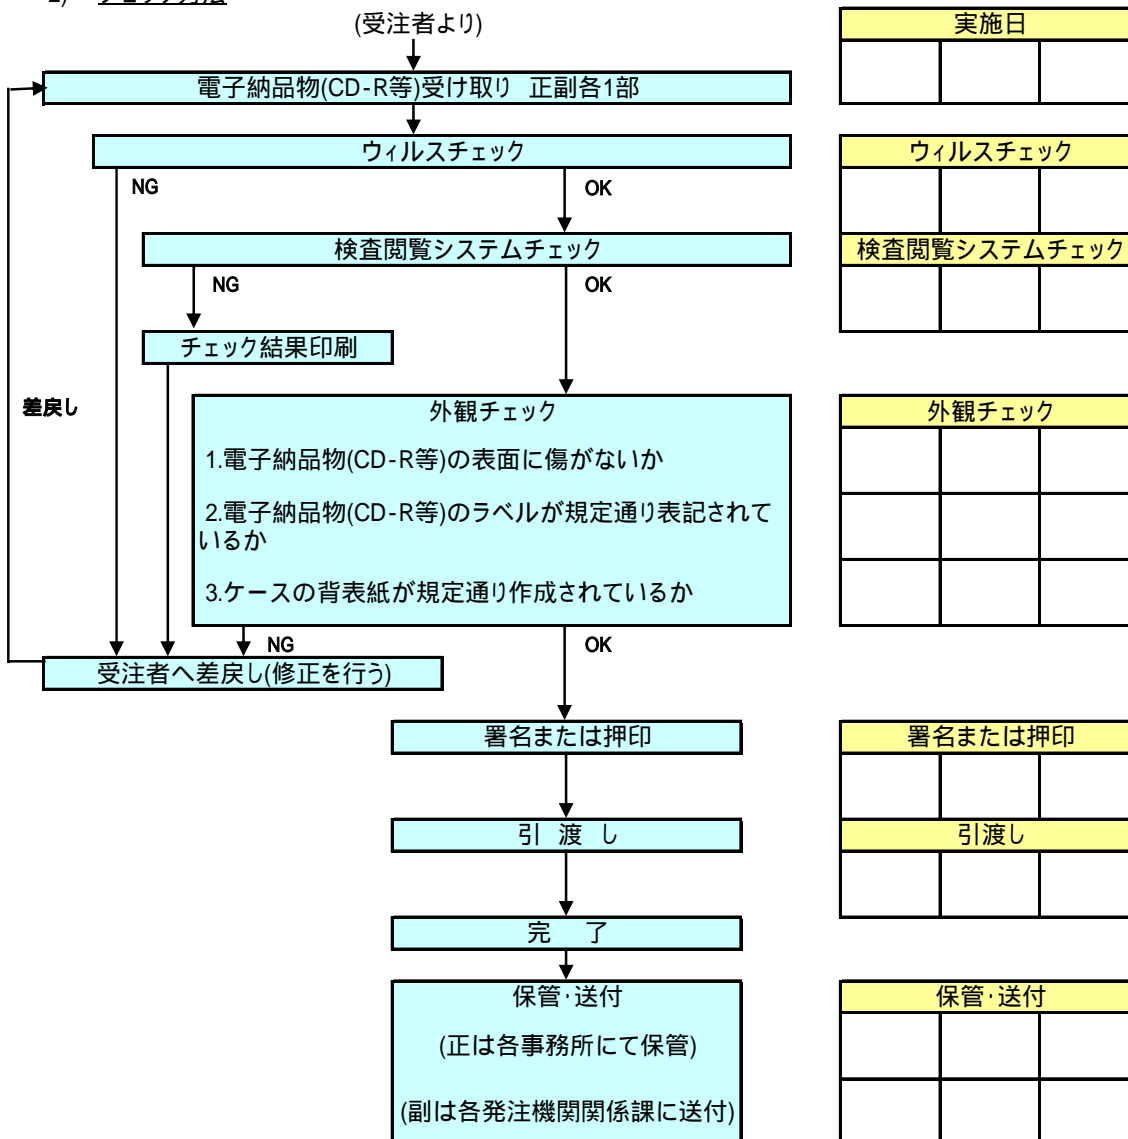 2) チェック方法
(受注者より)
実施日
電子納品物(CD-R等)受け取り 正副各1部
ウィルスチェック
ウィルスチェック
NG
OK
検査閲覧システムチェック
検査閲覧システムチェック
NG
OK
チェック結果印刷
差戻し
外観チェック
外観チェック
1.電子納品物(CD-R等)の表面に傷がないか
2.電子納品物(CD-R等)のラベルが規定通り表記されて
いるか
3.ケースの背表紙が規定通り作成されているか
NG
OK
受注者へ差戻し(修正を行う)
署名または押印
署名または押印
引 渡 し
引渡し
完 了
保管・送付
保管・送付
(正は各事務所にて保管)
(副は各発注機関関係課に送付)